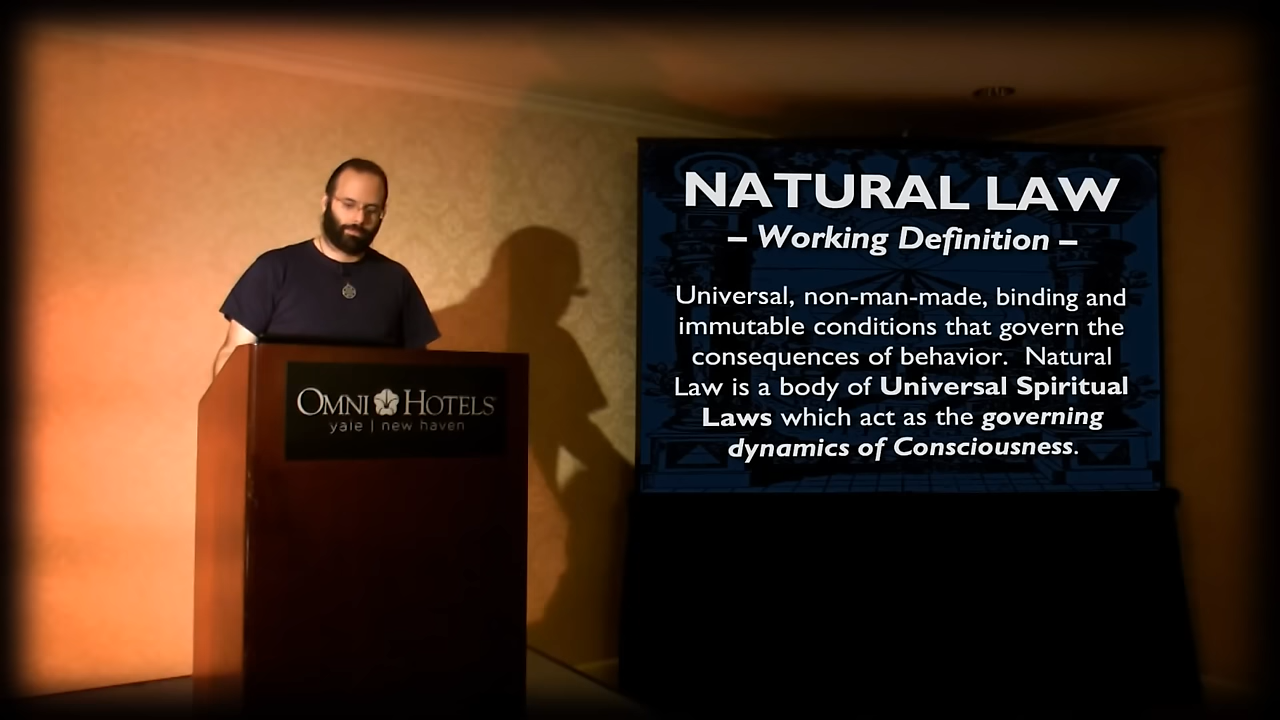 OMNI HOTELS
yale | new haven
NATURAL LAW
– Working Definition –
Universal, non-man-made, binding and
immutable conditions that govern the
consequences of behavior. Natural
Law is a body of Universal Spiritual
Laws which act as the governing
dynamics of Consciousness.